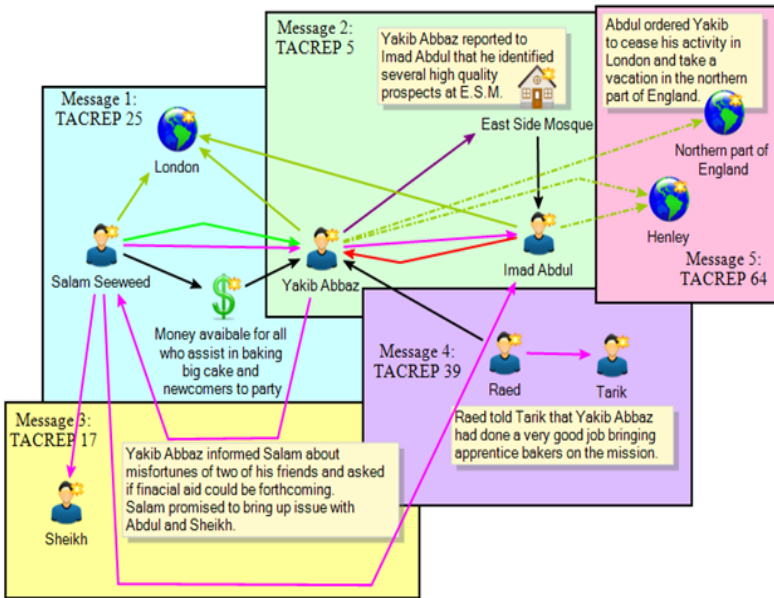 Message 1:
TACREP 25
London
Salam Seeweed
Money avaibale for all
who assist in baking
big cake and
newcomers to party
Message 2:
TACREP 5
Yakib Abbaz reported to
Imad Abdul that he identified
several high quality
prospects at E.S.M.
East Side Mosque
Yakib Abbaz
Imad Abdul
Abdul ordered Yakib
to cease his activity in
London and take a
vacation in the northern
part of England.
Northern part of
England
Henley
Message 5:
TACREP 64
Message 4:
TACREP 39
Raed
Tarik
Raed told Tarik that Yakib Abbaz
had done a very good job bringing
apprentice bakers on the mission.
Message 3:
TACREP 17
Sheikh
Yakib Abbaz informed Salam about
misfortunes of two of his friends and asked
if finacial aid could be forthcoming.
Salam promised to bring up issue with
Abdul and Sheikh.